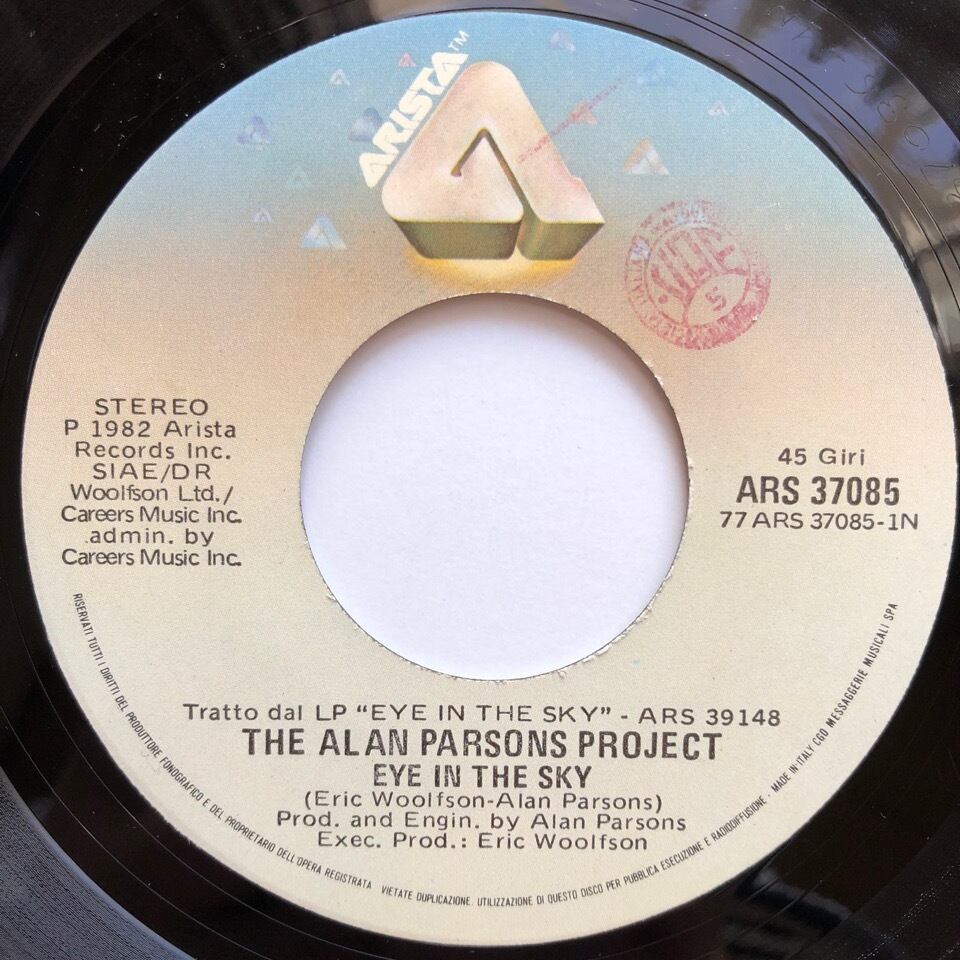 ARISTA™
STEREO
P 1982 Arista
Records Inc.
SIAE/DR
Woolfson Ltd./
Careers Music Inc.
admin. by
Careers Music Inc.
45 Giri
ARS 37085
77 ARS 37085-1N
Tratto dal LP "EYE IN THE SKY" - ARS 39148
THE ALAN PARSONS PROJECT
EYE IN THE SKY
(Eric Woolfson-Alan Parsons)
Prod. and Engin. by Alan Parsons
Exec. Prod.: Eric Woolfson
RISERVATI TUTTI I DIRITTI DEL PRODUTTORE FONOGRAFICO E DEL PROPRIETARIO DELL'OPERA REGISTRATA VIETATE DUPLICAZIONE. UTILIZZAZIONE DI QUESTO DISCO PER PUBBLICA ESECUZIONE E RADIODIFFUSIONE - MADE IN ITALY CGD MESSAGGERIE MUSICALI SPA